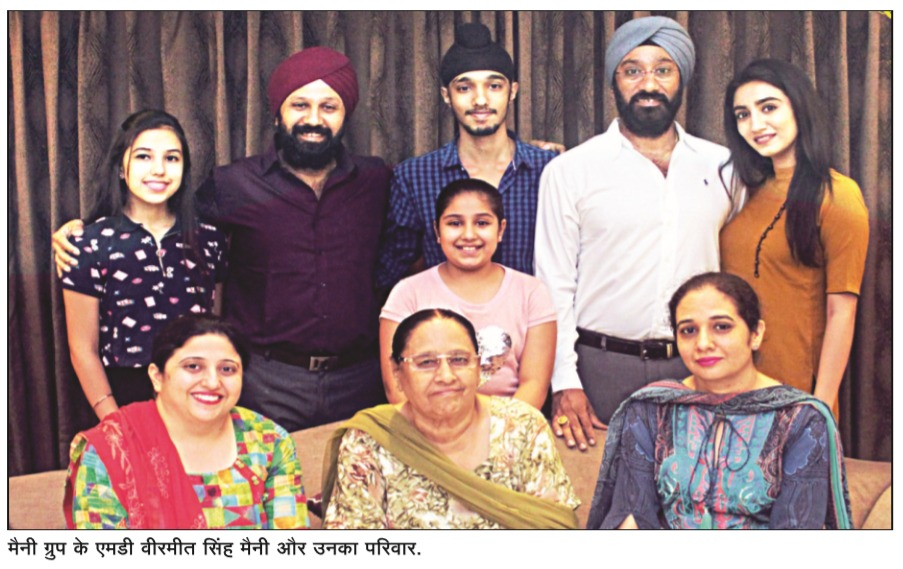 मैनी ग्रुप के एमडी वीरमीत सिंह मैनी और उनका परिवार.